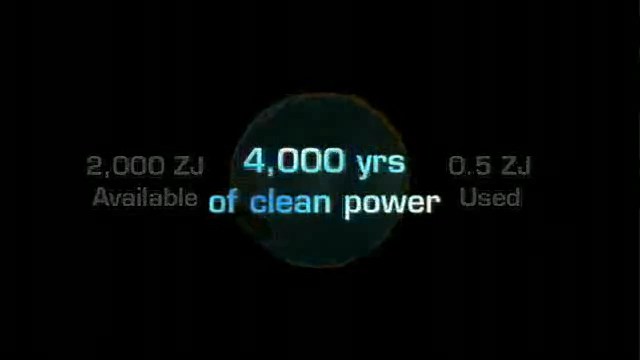 2,000 ZJ
Available
4,000 yrs
of clean power
0.5 ZJ
Used